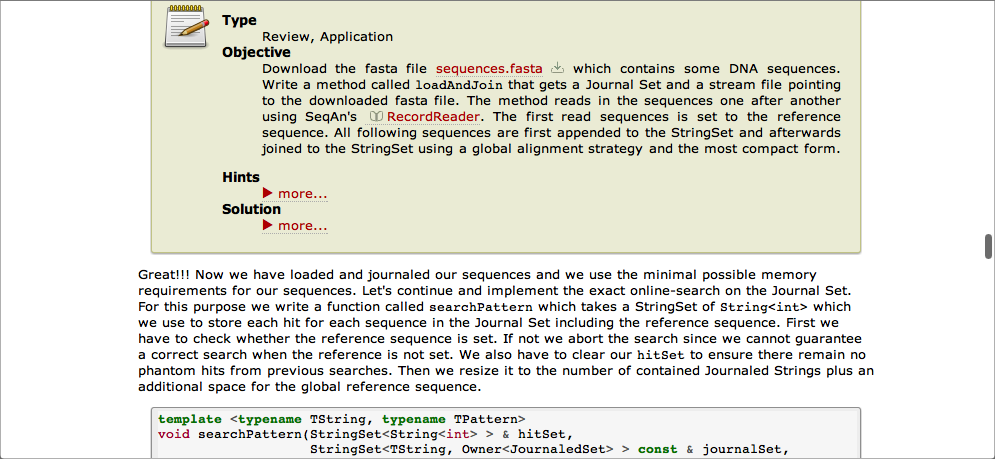 Type
Review, Application
Objective
Download the fasta file sequences.fasta which contains some DNA sequences.
Write a method called loadAndJoin that gets a Journal Set and a stream file pointing
to the downloaded fasta file. The method reads in the sequences one after another
using SeqAn's RecordReader. The first read sequences is set to the reference
sequence. All following sequences are first appended to the StringSet and afterwards
joined to the StringSet using a global alignment strategy and the most compact form.
Hints
more...
Solution
more...
Great!!! Now we have loaded and journaled our sequences and we use the minimal possible memory
requirements for our sequences. Let's continue and implement the exact online-search on the Journal Set.
For this purpose we write a function called searchPattern which takes a StringSet of String<int> which
we use to store each hit for each sequence in the Journal Set including the reference sequence. First we
have to check whether the reference sequence is set. If not we abort the search since we cannot guarantee
a correct search when the reference is not set. We also have to clear our hitSet to ensure there remain no
phantom hits from previous searches. Then we resize it to the number of contained Journaled Strings plus an
additional space for the global reference sequence.
template <typename TString, typename TPattern>
void searchPattern(StringSet<String<int> > & hitSet,
StringSet<TString, Owner<JournaledSet> > const & journalSet,